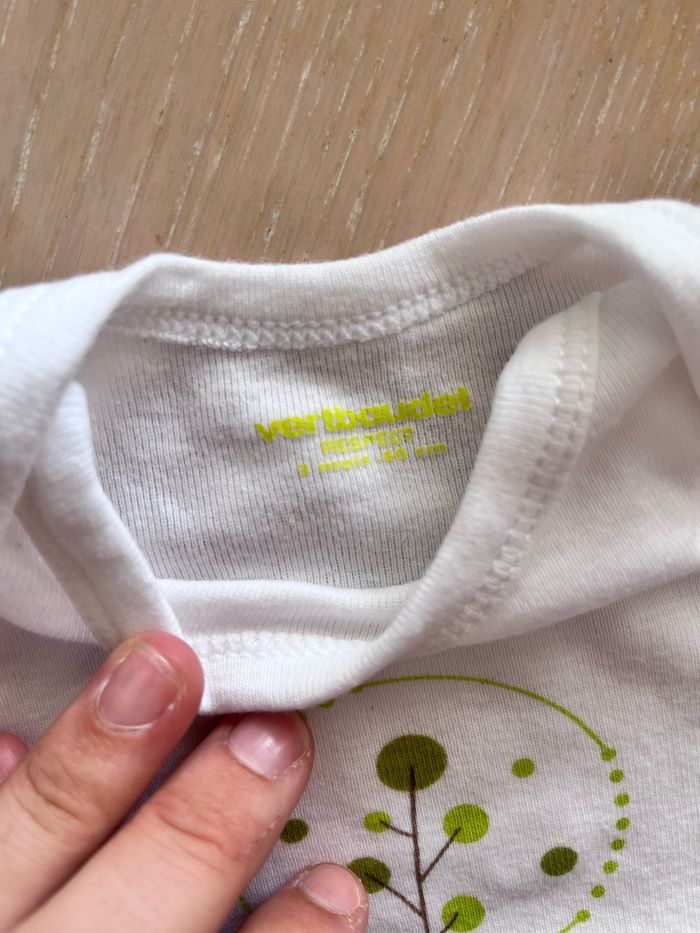 vertbaudet
RESPECT
3 mois -60 cm